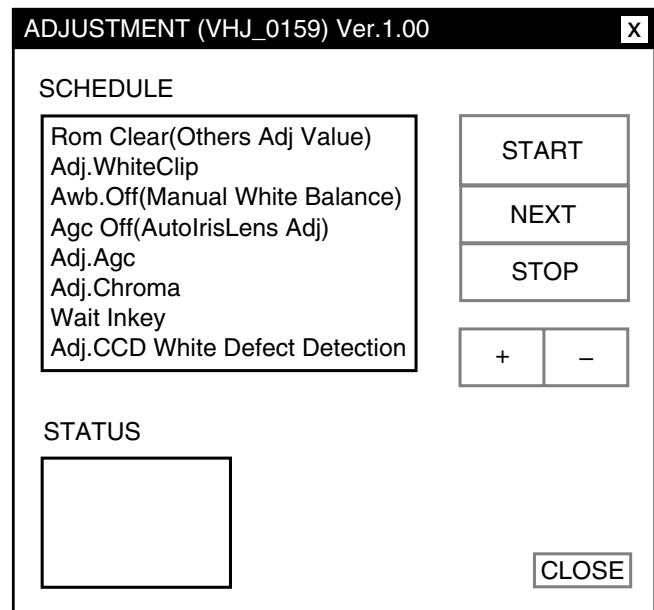 ADJUSTMENT (VHJ_0159) Ver.1.00 X
SCHEDULE
Rom Clear(Others Adj Value)
Adj.WhiteClip
Awb.Off(Manual White Balance)
Agc Off(AutoIrisLens Adj)
Adj.Agc
Adj.Chroma
Wait Inkey
Adj.CCD White Defect Detection
START
NEXT
STOP
+ –
STATUS
CLOSE